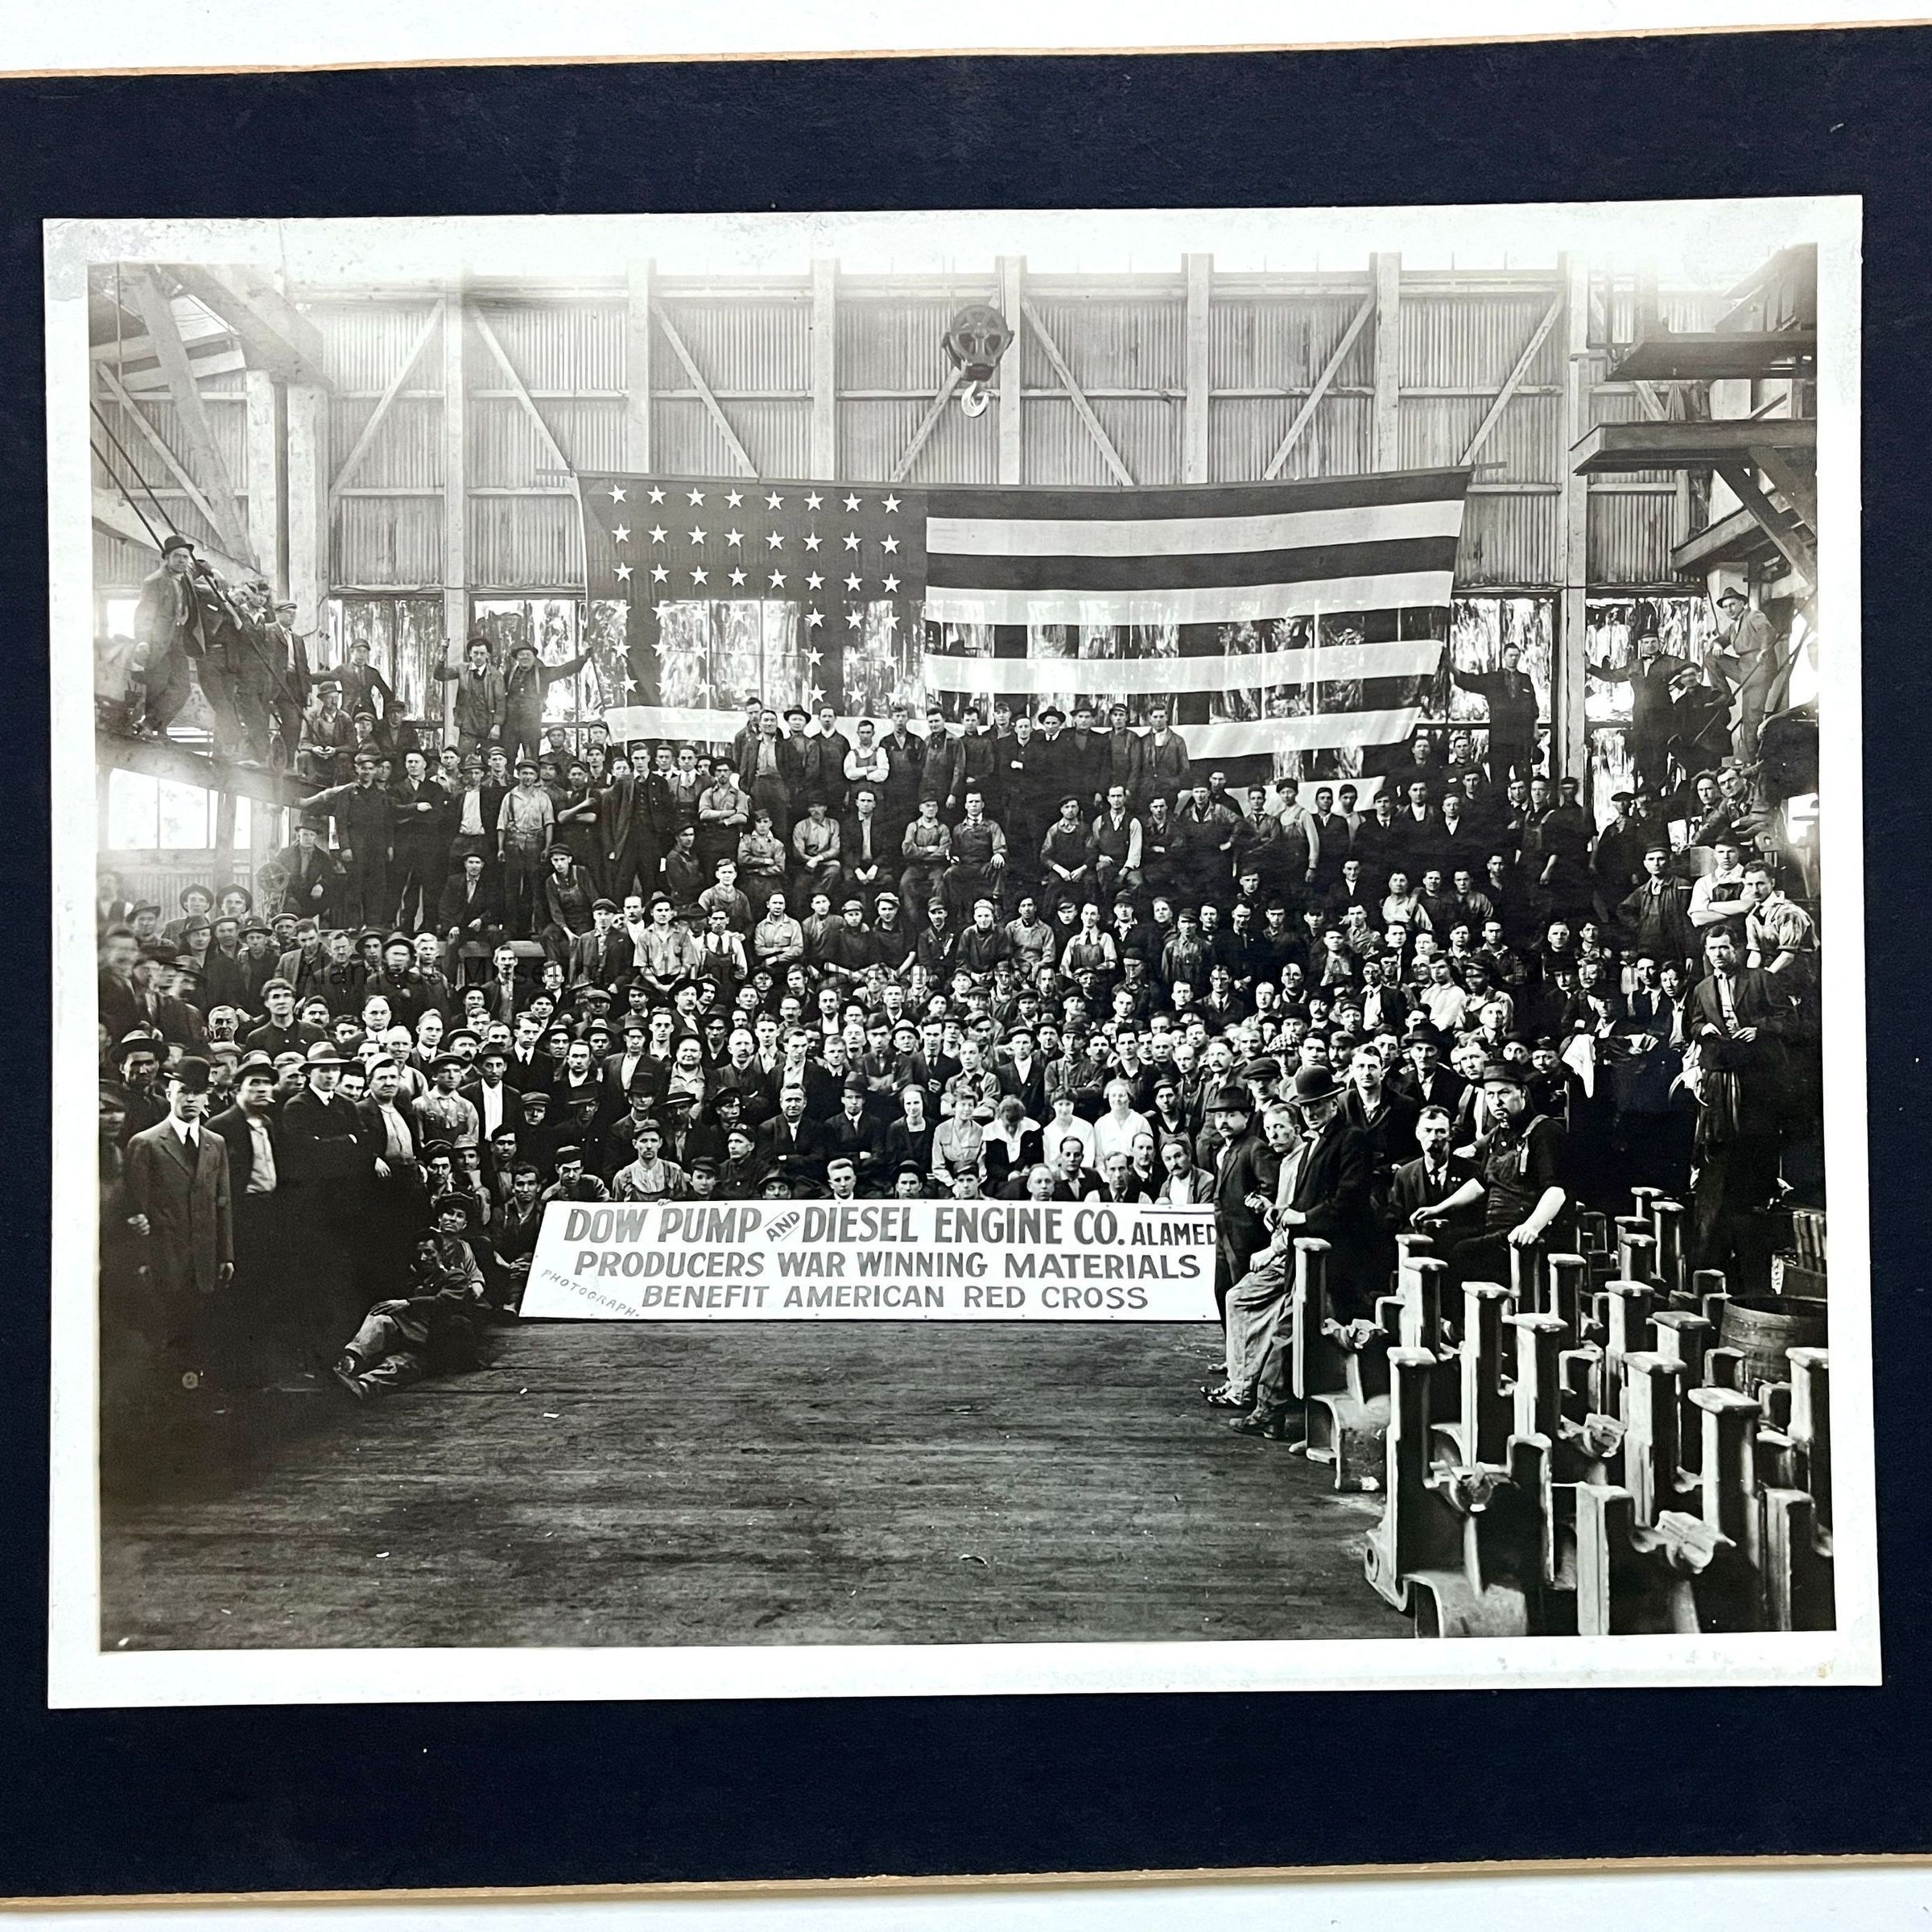 DOW PUMP AND DIESEL ENGINE CO. ALAMED
PRODUCERS WAR WINNING MATERIALS
PHOTOGRAPH.
BENEFIT AMERICAN RED CROSS